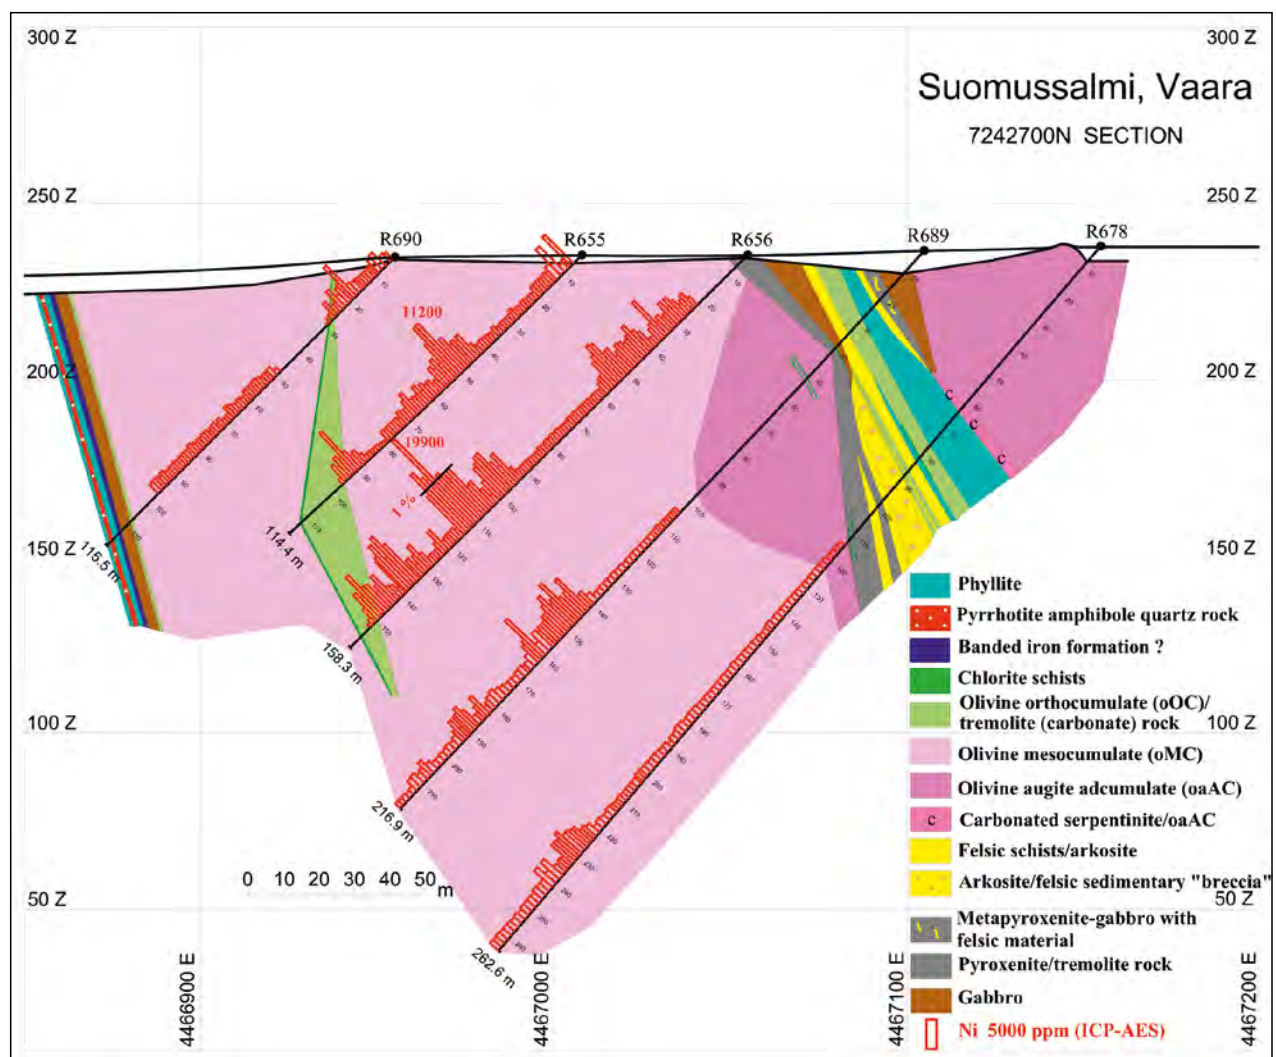 300 Z
300 Z
Suomussalmi, Vaara
7242700N SECTION
250 Z
250 Z
R690
R655
R656
R689
R678
11200
200 Z
200 Z
19900
1 %
150 Z
150 Z
116.5 m
114.4 m
158.3 m
216.9 m
262.6 m
Phyllite
Pyrrhotite amphibole quartz rock
Banded iron formation ?
Chlorite schists
Olivine orthocumulate (oOC)/
tremolite (carbonate) rock
100 Z
100 Z
Olivine mesocumulate (oMC)
Olivine augite adcumulate (oaAC)
c
c
c
c
Carbonated serpentinite/oaAC
Felsic schists/arkosite
Arkosite/felsic sedimentary "breccia"
0 10 20 30 40 50 m
50 Z
50 Z
Metapyroxenite-gabbro with
felsic material
Pyroxenite/tremolite rock
Gabbro
Ni 5000 ppm (ICP-AES)
4466900 E
4467000 E
4467100 E
4467200 E